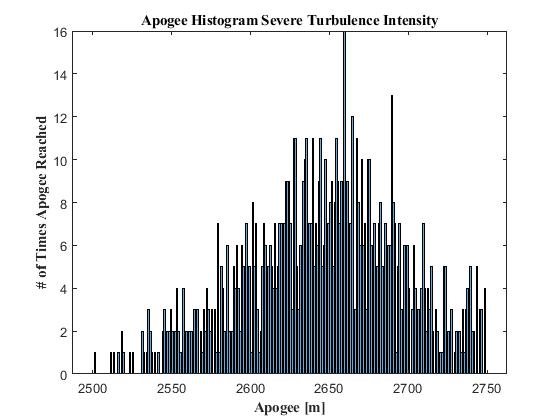 Apogee Histogram Severe Turbulence Intensity
16
14
12
10
8
6
4
2
0
# of Times Apogee Reached
2500 2550 2600 2650 2700 2750
Apogee [m]